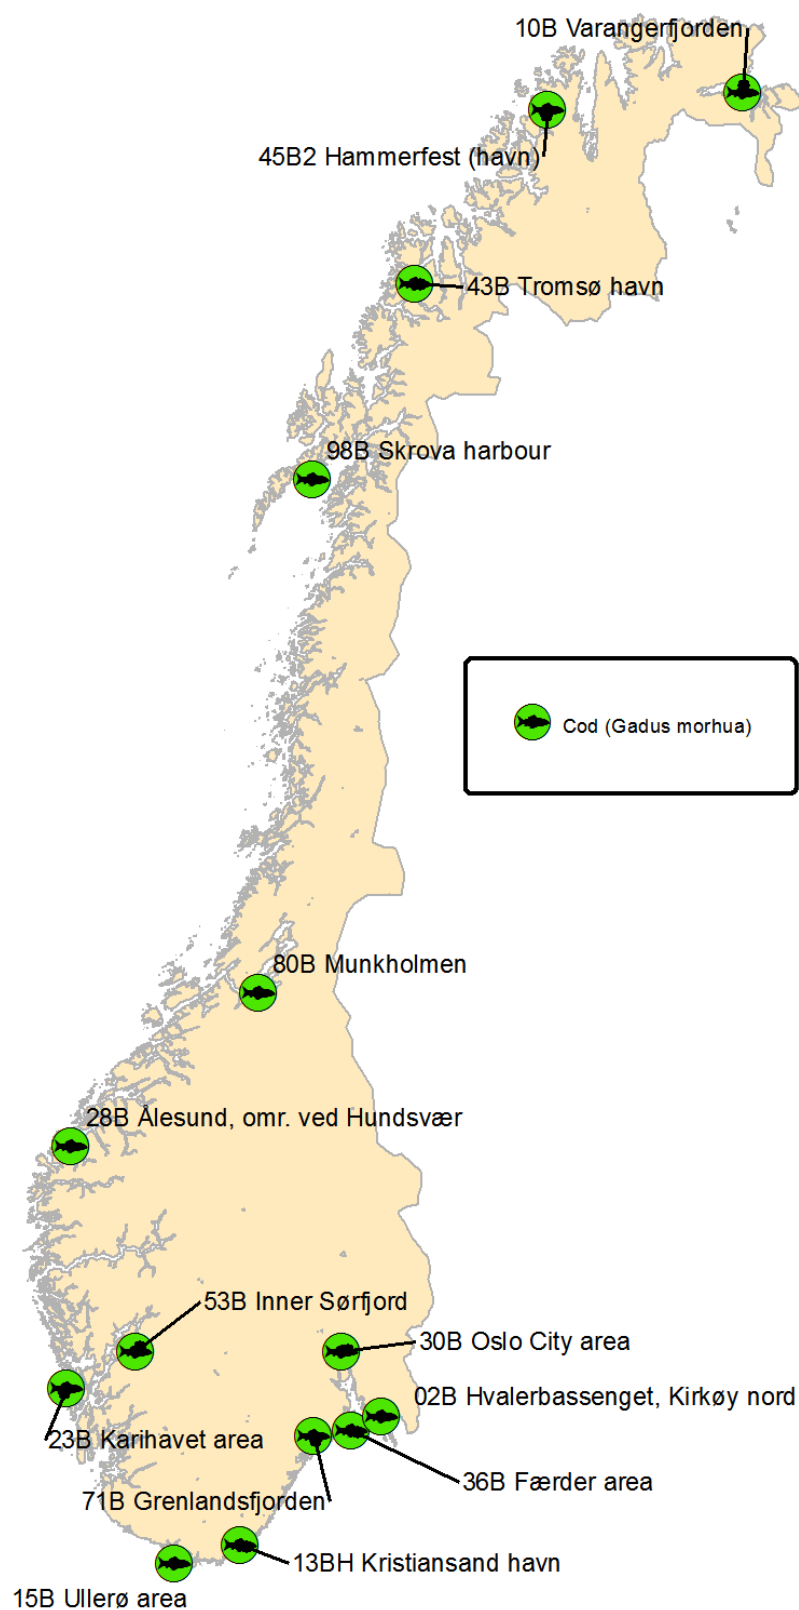 10B Varangerfjorden
45B2 Hammerfest (havn)
43B Tromsø havn
98B Skrova harbour
Cod (Gadus morhua)
80B Munkholmen
28B Ålesund, omr. ved Hundsvær
53B Inner Sørfjord
30B Oslo City area
02B Hvalerbassenget, Kirkøy nord
23B Karihavet area
36B Færder area
71B Grenlandsfjorden
13BH Kristiansand havn
15B Ullerø area